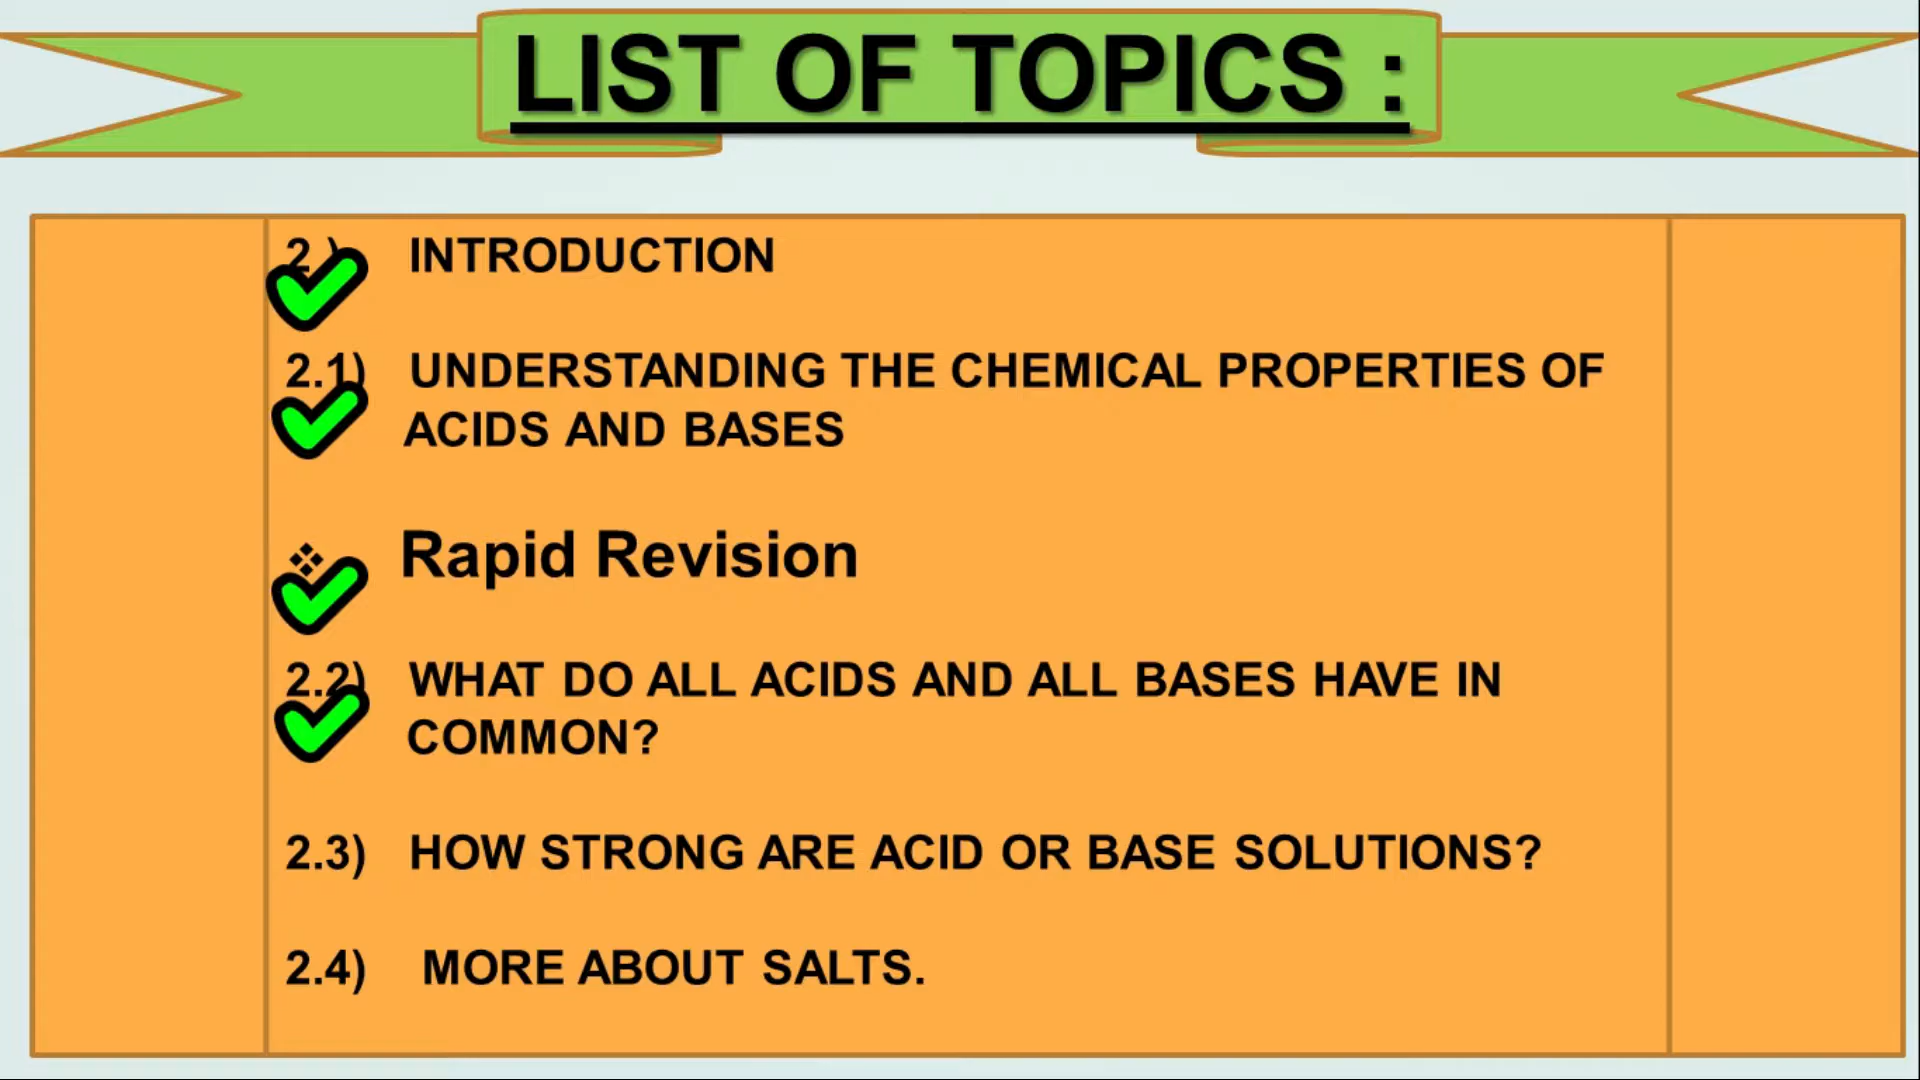 LIST OF TOPICS :
2 ) INTRODUCTION
2.1) UNDERSTANDING THE CHEMICAL PROPERTIES OF
ACIDS AND BASES
❖ Rapid Revision
2.2) WHAT DO ALL ACIDS AND ALL BASES HAVE IN
COMMON?
2.3) HOW STRONG ARE ACID OR BASE SOLUTIONS?
2.4) MORE ABOUT SALTS.